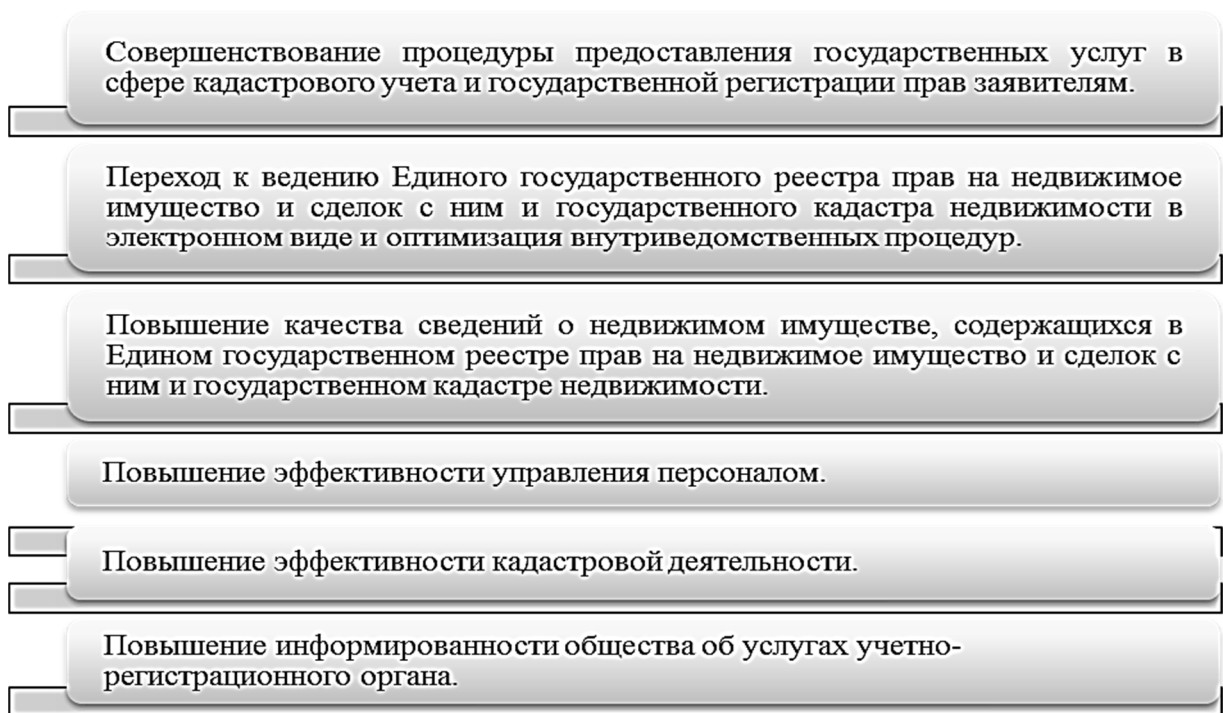 Совершенствование процедуры предоставления государственных услуг в
сфере кадастрового учета и государственной регистрации прав заявителям.
Переход к ведению Единого государственного реестра прав на недвижимое
имущество и сделок с ним и государственного кадастра недвижимости в
электронном виде и оптимизация внутриведомственных процедур.
Повышение качества сведений о недвижимом имуществе, содержащихся в
Едином государственном реестре прав на недвижимое имущество и сделок с
ним и государственном кадастре недвижимости.
Повышение эффективности управления персоналом.
Повышение эффективности кадастровой деятельности.
Повышение информированности общества об услугах учетно-
регистрационного органа.